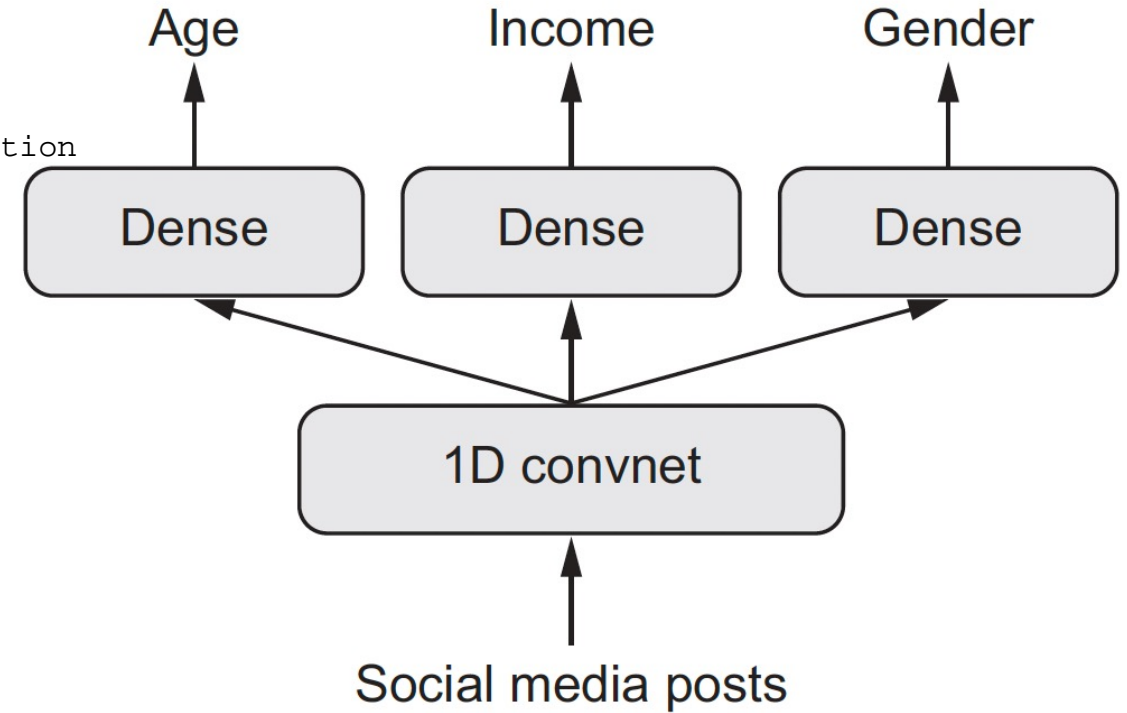 Age Income Gender
tion
Dense Dense Dense
1D convnet
Social media posts